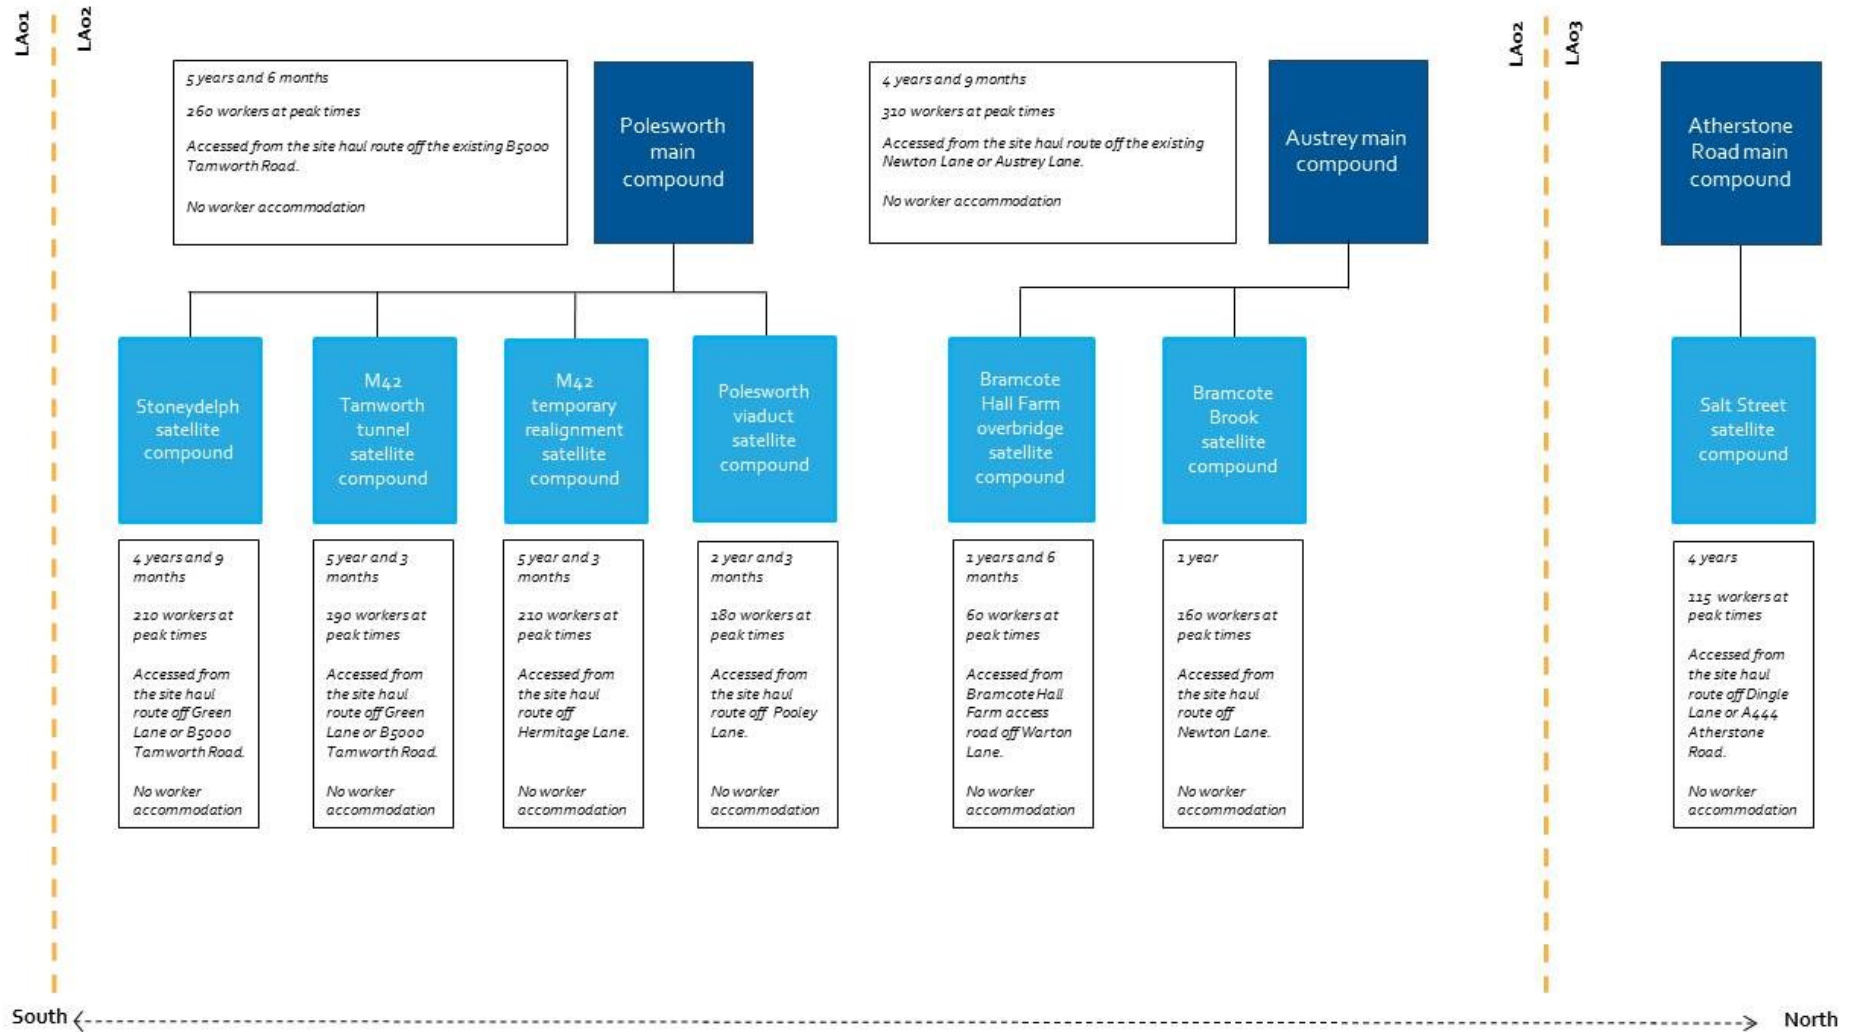 LA01
LA02
5 years and 6 months
260 workers at peak times
Accessed from the site haul route off the existing B5000
Tamworth Road.
No worker accommodation
Polesworth
main
compound
4 years and 9 months
310 workers at peak times
Accessed from the site haul route off the existing
Newton Lane or Austrey Lane.
No worker accommodation
Austrey main
compound
LA02
LA03
Atherstone
Road main
compound
Stoneydelph
satellite
compound
M42
Tamworth
tunnel
satellite
compound
M42
temporary
realignment
satellite
compound
Polesworth
viaduct
satellite
compound
Bramcote
Hall Farm
overbridge
satellite
compound
Bramcote
Brook
satellite
compound
Salt Street
satellite
compound
4 years and 9
months
210 workers at
peak times
Accessed from
the site haul
route off Green
Lane or B5000
Tamworth Road.
No worker
accommodation
5 year and 3
months
190 workers at
peak times
Accessed from
the site haul
route off Green
Lane or B5000
Tamworth Road.
No worker
accommodation
5 year and 3
months
210 workers at
peak times
Accessed from
the site haul
route off
Hermitage Lane.
No worker
accommodation
2 year and 3
months
180 workers at
peak times
Accessed from
the site haul
route off Pooley
Lane.
No worker
accommodation
1 years and 6
months
60 workers at
peak times
Accessed from
Bramcote Hall
Farm access
road off Warton
Lane.
No worker
accommodation
1 year
160 workers at
peak times
Accessed from
the site haul
route off
Newton Lane.
No worker
accommodation
4 years
115 workers at
peak times
Accessed from
the site haul
route off Dingle
Lane or A444
Atherstone
Road.
No worker
accommodation
South
North